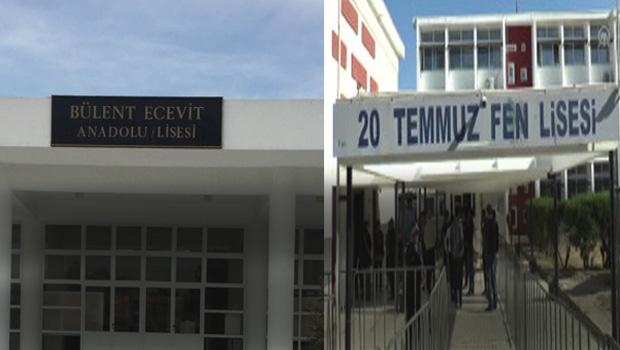 BÜLENT ECEVİT
ANADOLU LİSESİ
20 TEMMUZ FEN LİSESİ